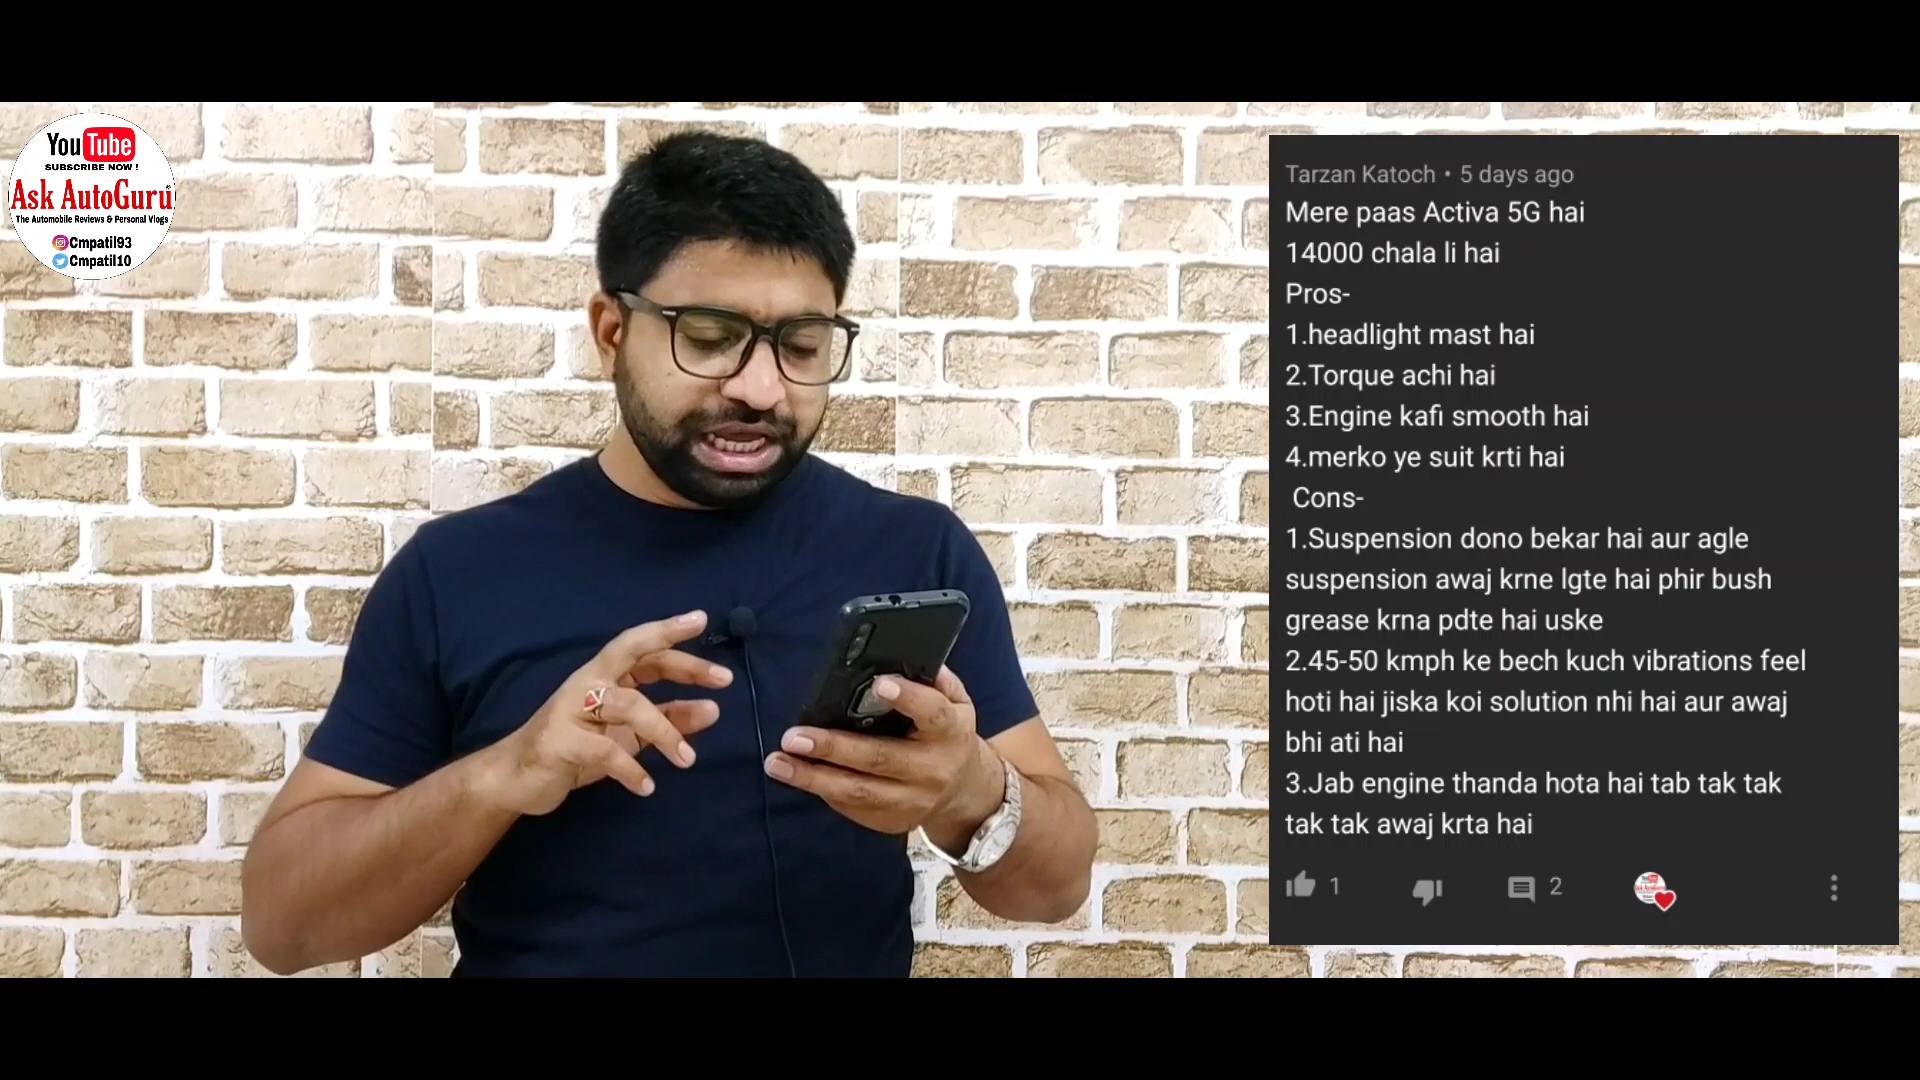 YouTube
SUBSCRIBE NOW !
Ask AutoGuru
The Automobile Reviews & Personal Vlogs
Cmpatil93
Cmpatil10
Tarzan Katoch • 5 days ago
Mere paas Activa 5G hai
14000 chala li hai
Pros-
1.headlight mast hai
2.Torque achi hai
3.Engine kafi smooth hai
4.merko ye suit krti hai
Cons-
1.Suspension dono bekar hai aur agle
suspension awaj krne lgte hai phir bush
grease krna pdte hai uske
2.45-50 kmph ke bech kuch vibrations feel
hoti hai jiska koi solution nhi hai aur awaj
bhi ati hai
3.Jab engine thanda hota hai tab tak tak
tak tak awaj krta hai
1
2